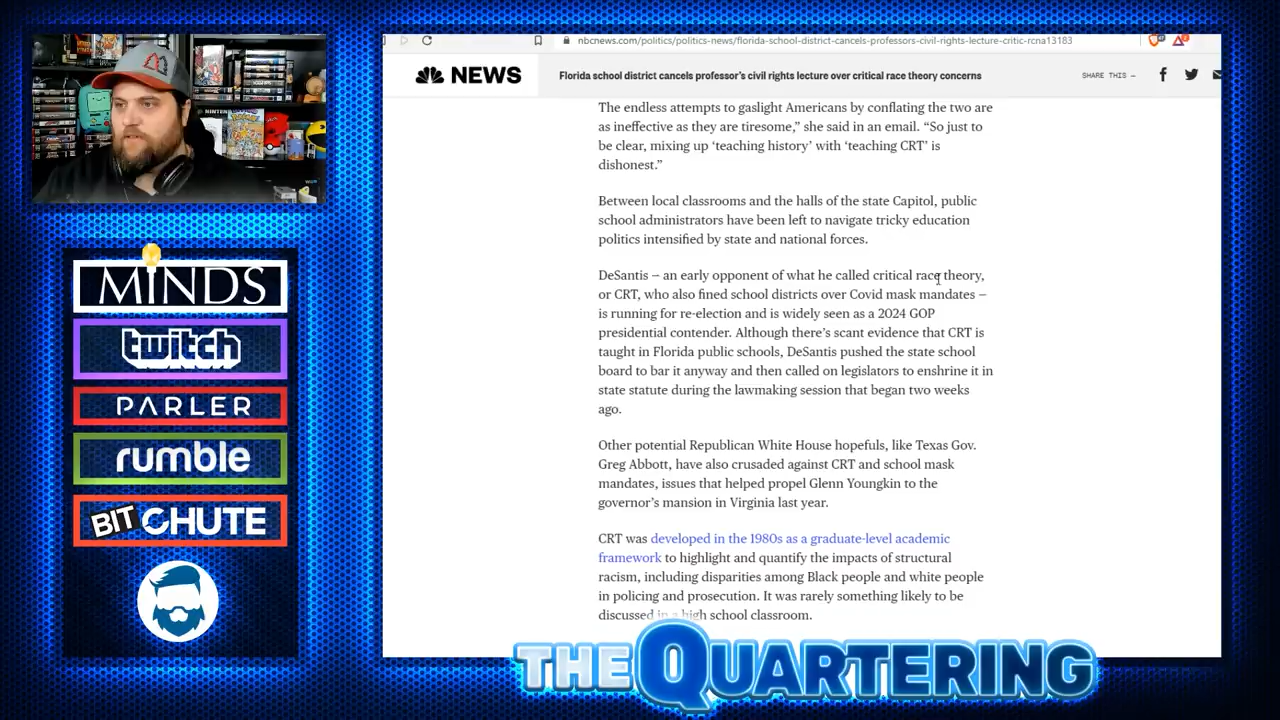 nbcnews.com/politics/politics-news/florida-school-district-cancels-professors-civil-rights-lecture-critic-rcna13183
NEWS
Florida school district cancels professor's civil rights lecture over critical race theory concerns
SHARE THIS —
The endless attempts to gaslight Americans by conflating the two are
as ineffective as they are tiresome,” she said in an email. “So just to
be clear, mixing up ‘teaching history’ with ‘teaching CRT’ is
dishonest.”
Between local classrooms and the halls of the state Capitol, public
school administrators have been left to navigate tricky education
politics intensified by state and national forces.
DeSantis — an early opponent of what he called critical race theory,
or CRT, who also fined school districts over Covid mask mandates —
is running for re-election and is widely seen as a 2024 GOP
presidential contender. Although there’s scant evidence that CRT is
taught in Florida public schools, DeSantis pushed the state school
board to bar it anyway and then called on legislators to enshrine it in
state statute during the lawmaking session that began two weeks
ago.
Other potential Republican White House hopefuls, like Texas Gov.
Greg Abbott, have also crusaded against CRT and school mask
mandates, issues that helped propel Glenn Youngkin to the
governor’s mansion in Virginia last year.
CRT was developed in the 1980s as a graduate-level academic
framework to highlight and quantify the impacts of structural
racism, including disparities among Black people and white people
in policing and prosecution. It was rarely something likely to be
discussed in a high school classroom.
MINDS
twitch
PARLER
rumble
BIT CHUTE
THE QUARTERING